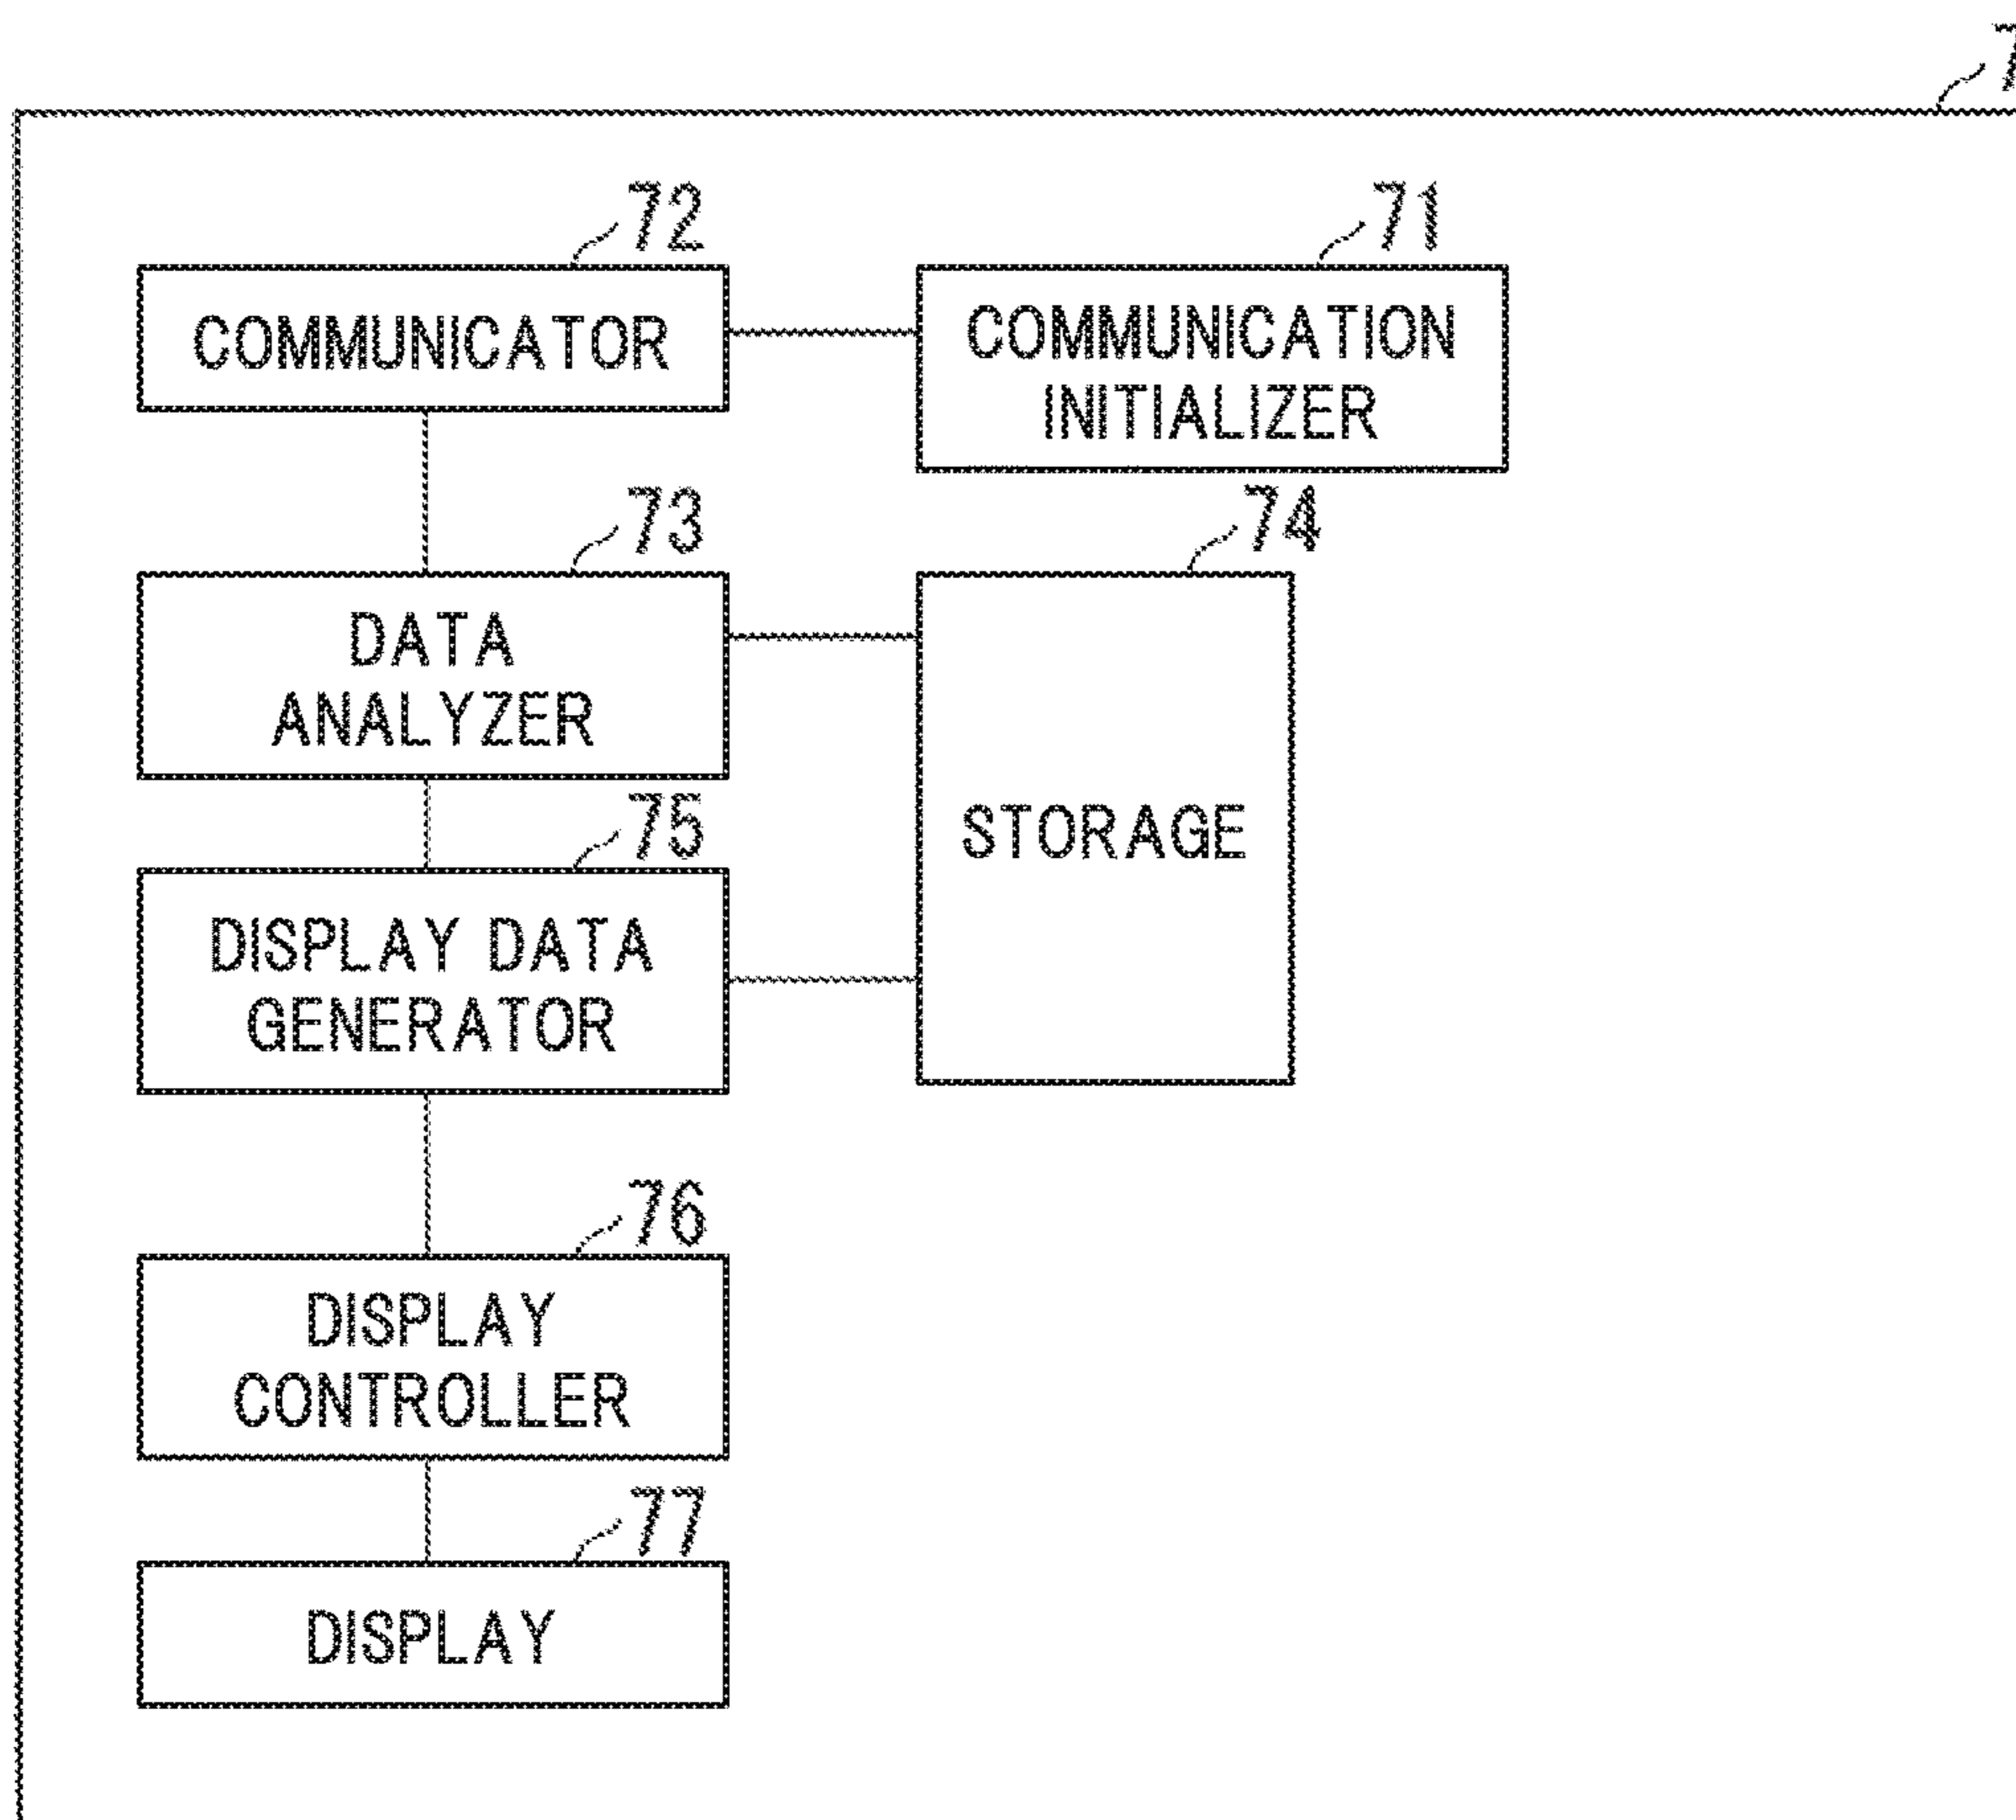 7
72
71
COMMUNICATOR
COMMUNICATION
INITIALIZER
73
74
DATA
ANALYZER
75
STORAGE
DISPLAY DATA
GENERATOR
76
DISPLAY
CONTROLLER
77
DISPLAY